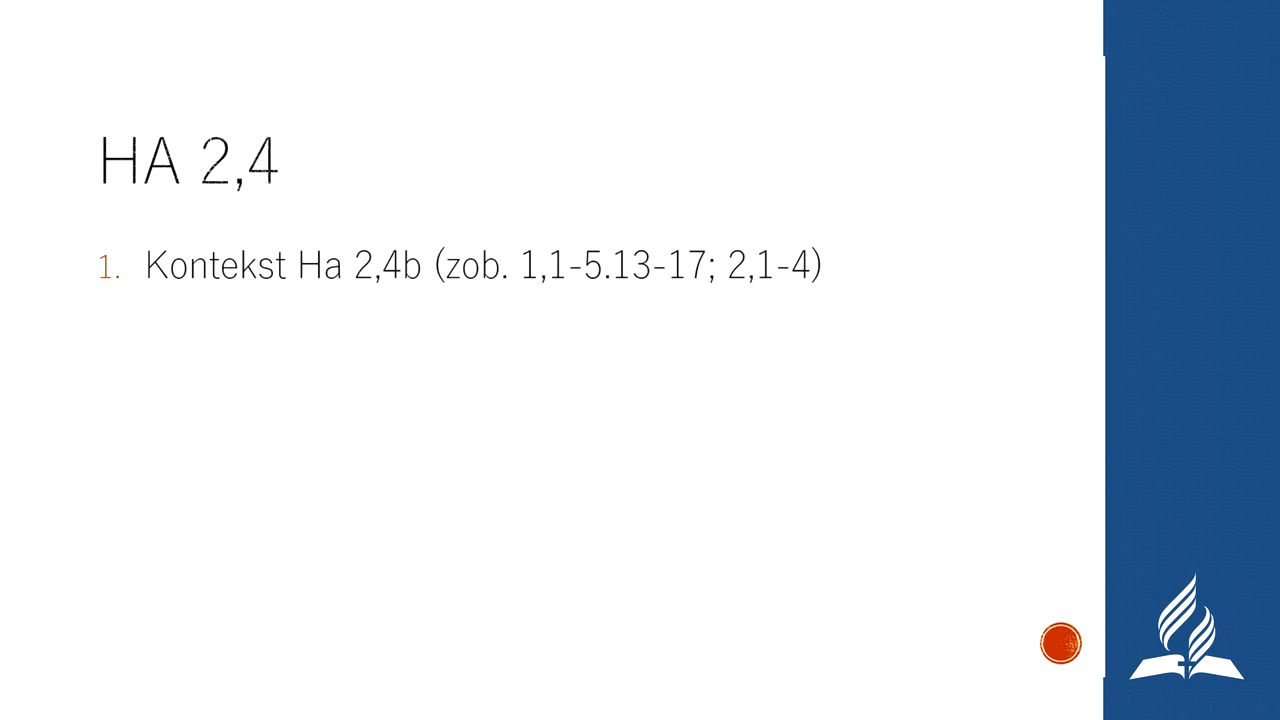 HA 2,4
1. Kontekst Ha 2,4b (zob. 1,1-5.13-17; 2,1-4)